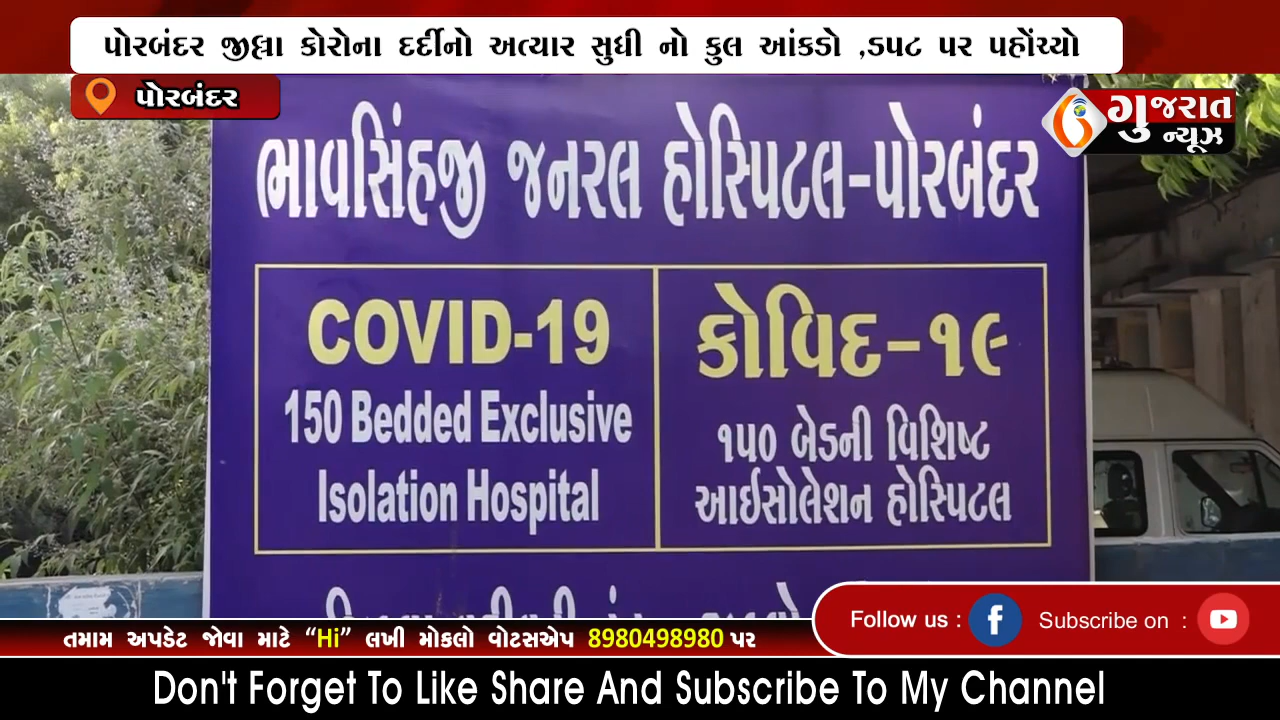 પોરબંદર જીલ્લા કોરોના દર્દીનો અત્યાર સુધી નો કુલ આંકડો ,ડપટ પર પહોંચ્યો
પોરબંદર
ગુજરાત
ન્યૂઝ
ભાવસિંહજી જનરલ હોસ્પિટલ-પોરબંદર
COVID-19
150 Bedded Exclusive
Isolation Hospital
કોવિદ-૧૯
૧૫૦ બેડની વિશિષ્ટ
આઈસોલેશન હોસ્પિટલ
Follow us :
Subscribe on :
તમામ અપડેટ જોવા માટે “Hi” લખી મોકલો વોટસએપ 8980498980 પર
Don't Forget To Like Share And Subscribe To My Channel